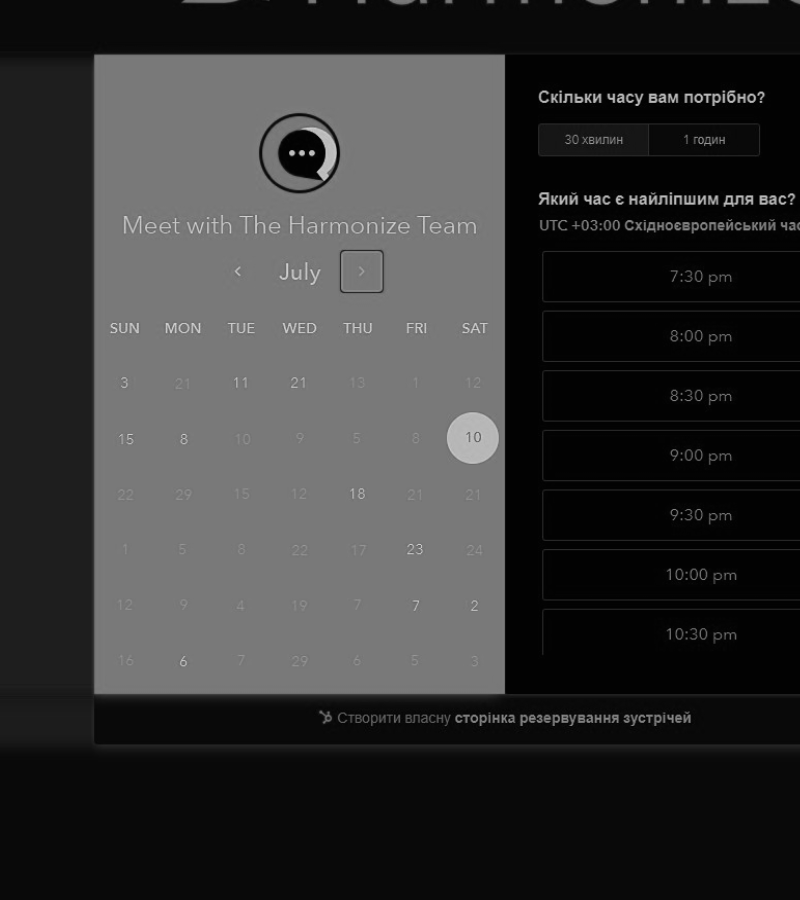 Meet with The Harmonize Team
July
SUN MON TUE WED THU FRI SAT
3 21 11 21 13 1 12
15 8 10 9 5 8 10
22 29 15 12 18 21 21
1 5 8 22 17 23 24
12 9 4 19 7 7 2
16 6 7 29 6 5 3
Скільки часу вам потрібно?
30 хвилин 1 годин
Який час є найліпшим для вас?
UTC +03:00 Східноєвропейський
7:30 pm
8:00 pm
8:30 pm
9:00 pm
9:30 pm
10:00 pm
10:30 pm
Створити власну сторінка резервування зустрічей